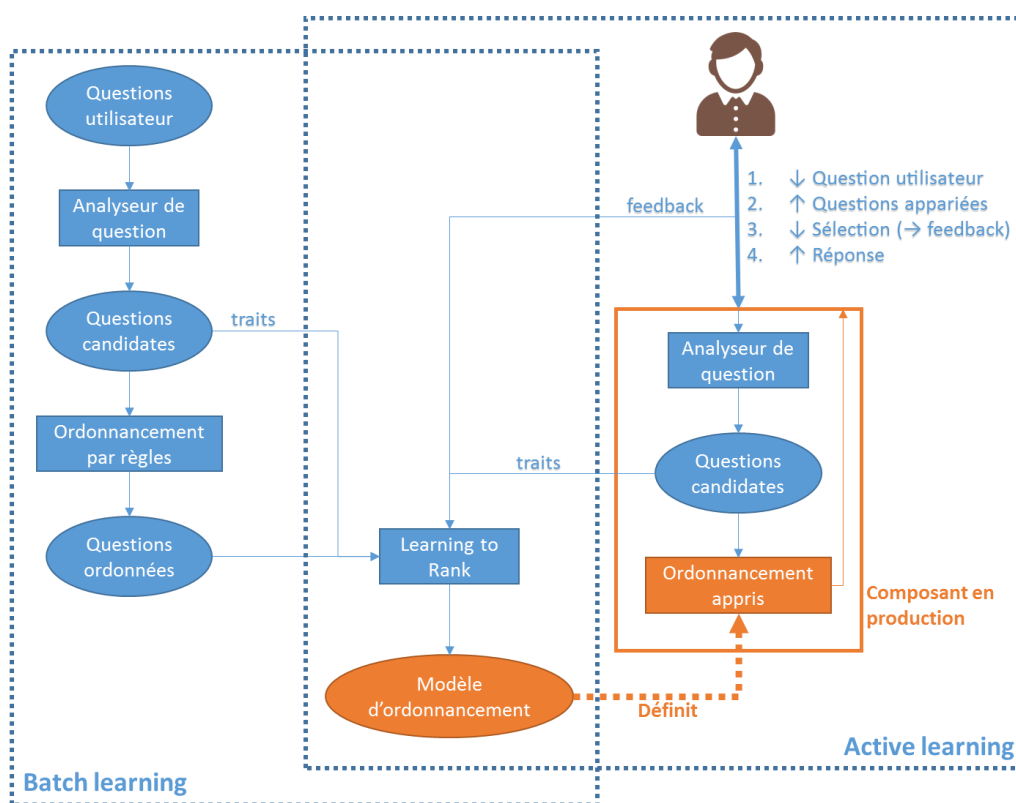 Questions
utilisateur
Analyseur de
question
Questions
candidates
traits
Ordonnancement
par règles
Questions
ordonnées
Batch learning
feedback
1. ↓ Question utilisateur
2. ↑ Questions appariées
3. ↓ Sélection (→ feedback)
4. ↑ Réponse
Analyseur de
question
traits
Questions
candidates
Learning to
Rank
Ordonnancement
appris
Composant en
production
Modèle
d'ordonnancement
Définit
Active learning